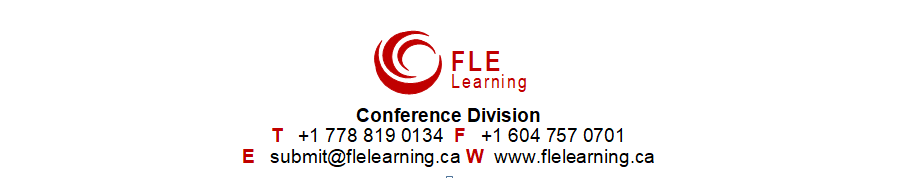 FLE
Learning
Conference Division
T +1 778 819 0134 F +1 604 757 0701
E submit@flelearning.ca W www.flelearning.ca